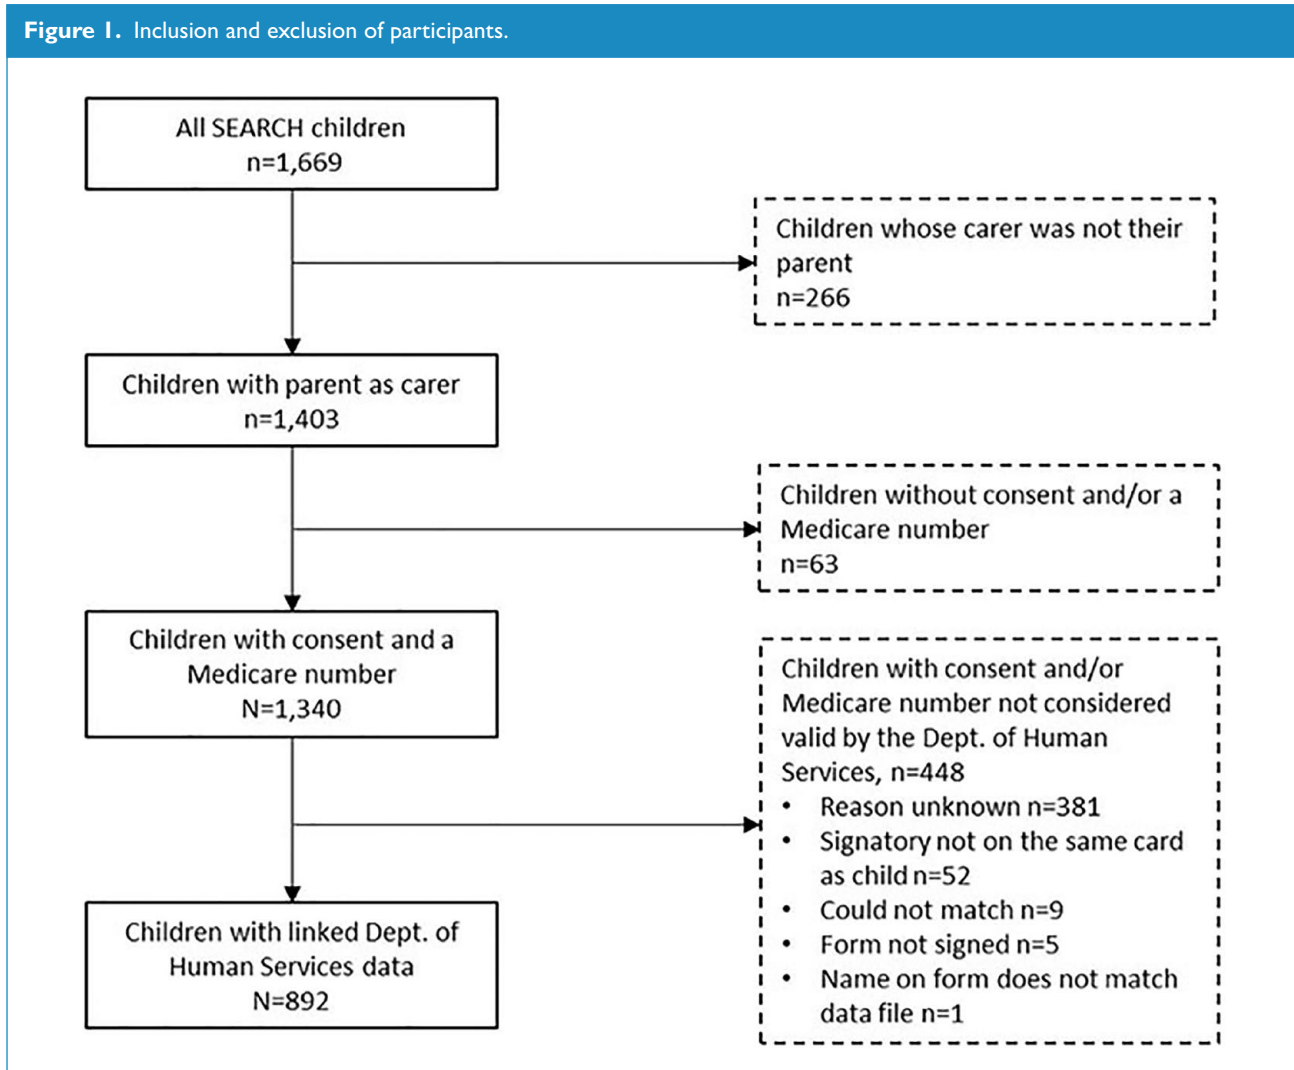 Figure 1. Inclusion and exclusion of participants.
All SEARCH children
n=1,669
Children whose carer was not their
parent
n=266
Children with parent as carer
n=1,403
Children without consent and/or a
Medicare number
n=63
Children with consent and a
Medicare number
N=1,340
Children with consent and/or
Medicare number not considered
valid by the Dept. of Human
Services, n=448
• Reason unknown n=381
• Signatory not on the same card
as child n=52
• Could not match n=9
• Form not signed n=5
• Name on form does not match
data file n=1
Children with linked Dept. of
Human Services data
N=892